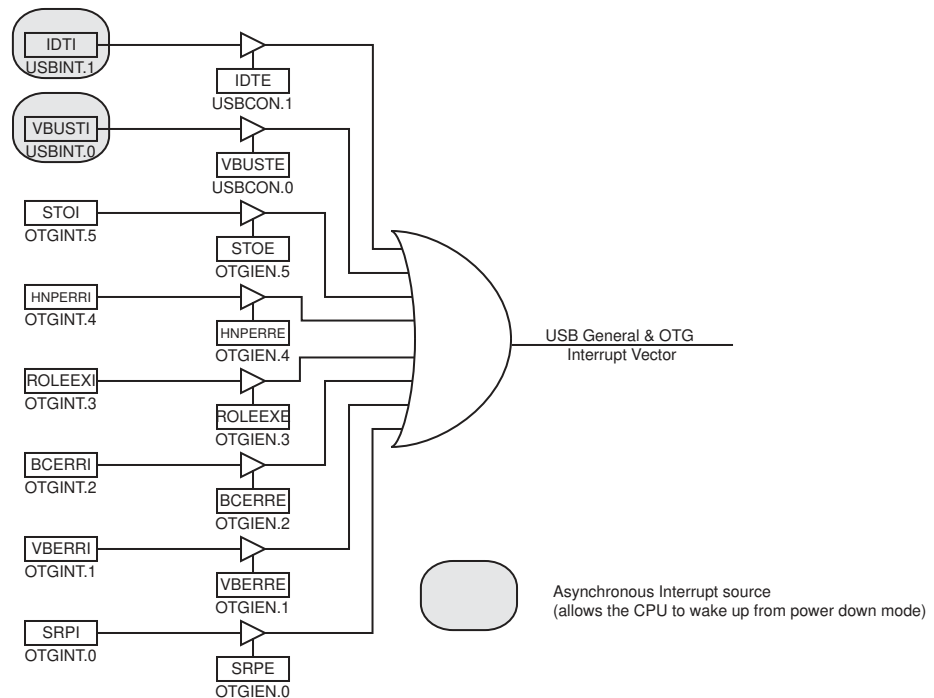 IDTI
USBINT.1
IDTE
USBCON.1
VBUSTI
USBINT.0
VBUSTE
USBCON.0
STOI
OTGINT.5
STOE
OTGIEN.5
HNPERRI
OTGINT.4
HNPERRE
OTGIEN.4
ROLEEXI
OTGINT.3
ROLEEXE
OTGIEN.3
BCERRI
OTGINT.2
BCERRE
OTGIEN.2
VBERRI
OTGINT.1
VBERRE
OTGIEN.1
SRPI
OTGINT.0
SRPE
OTGIEN.0
USB General & OTG
Interrupt Vector
Asynchronous Interrupt source
(allows the CPU to wake up from power down mode)